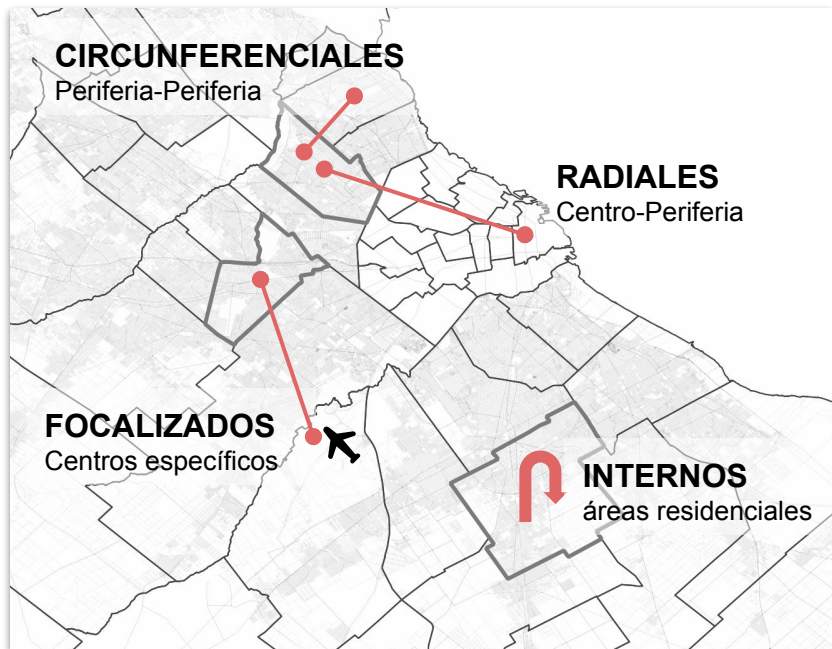 CIRCUNFERENCIALES
Periferia-Periferia
RADIALES
Centro-Periferia
FOCALIZADOS
Centros específicos
INTERNOS
áreas residenciales